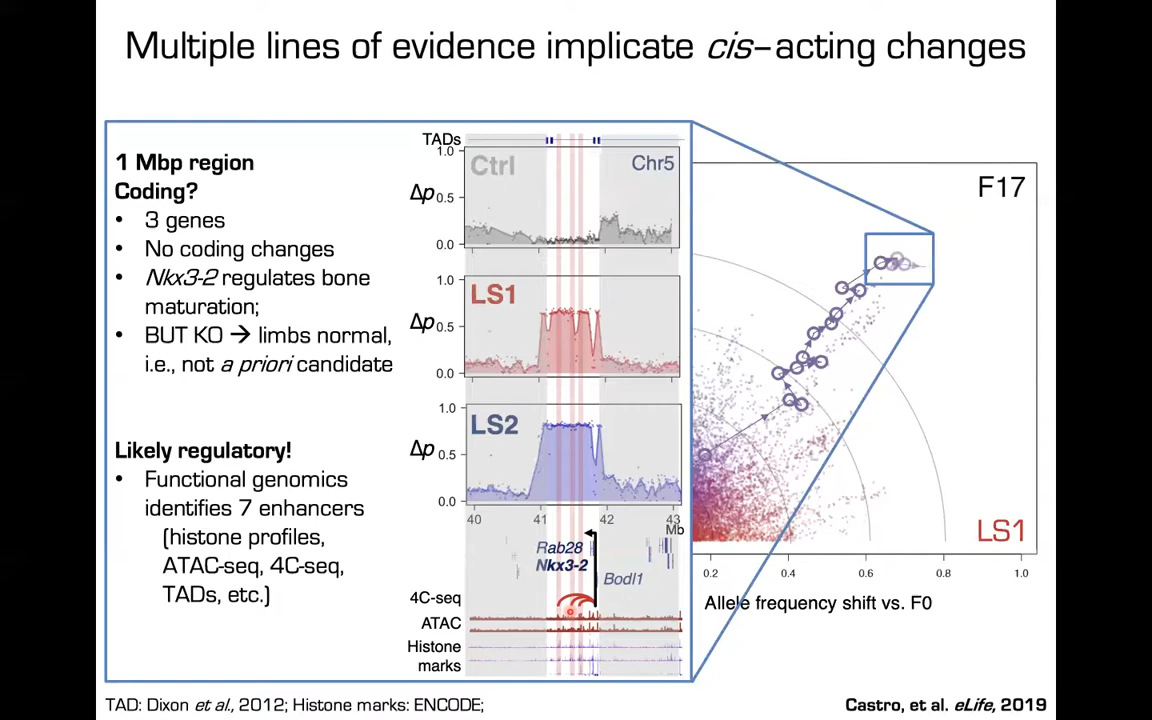 Multiple lines of evidence implicate cis–acting changes
1 Mbp region
Coding?
• 3 genes
• No coding changes
• Nkx3-2 regulates bone
maturation;
• BUT KO → limbs normal,
i.e., not a priori candidate
Likely regulatory!
• Functional genomics
identifies 7 enhancers
(histone profiles,
ATAC-seq, 4C-seq,
TADs, etc.)
TADs
1.0
Ctrl
Chr5
Δp
0.5
0.0
1.0
LS1
Δp
0.5
0.0
1.0
LS2
Δp
0.5
0.0
40 41 42 43
Mb
Rab28
Nkx3-2
Bodl1
4C-seq
ATAC
Histone
marks
F17
LS1
0.2 0.4 0.6 0.8 1.0
Allele frequency shift vs. F0
TAD: Dixon et al., 2012; Histone marks: ENCODE;
Castro, et al. eLife, 2019